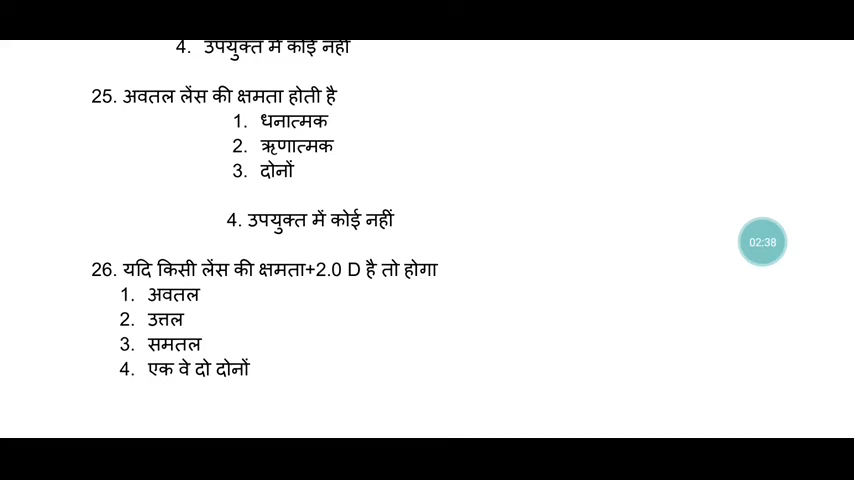 4. उपयुक्त में कोई नहीं
25. अवतल लेंस की क्षमता होती है
1. धनात्मक
2. ऋणात्मक
3. दोनों
4. उपयुक्त में कोई नहीं
02:38
26. यदि किसी लेंस की क्षमता+2.0 D है तो होगा
1. अवतल
2. उत्तल
3. समतल
4. एक वे दो दोनों